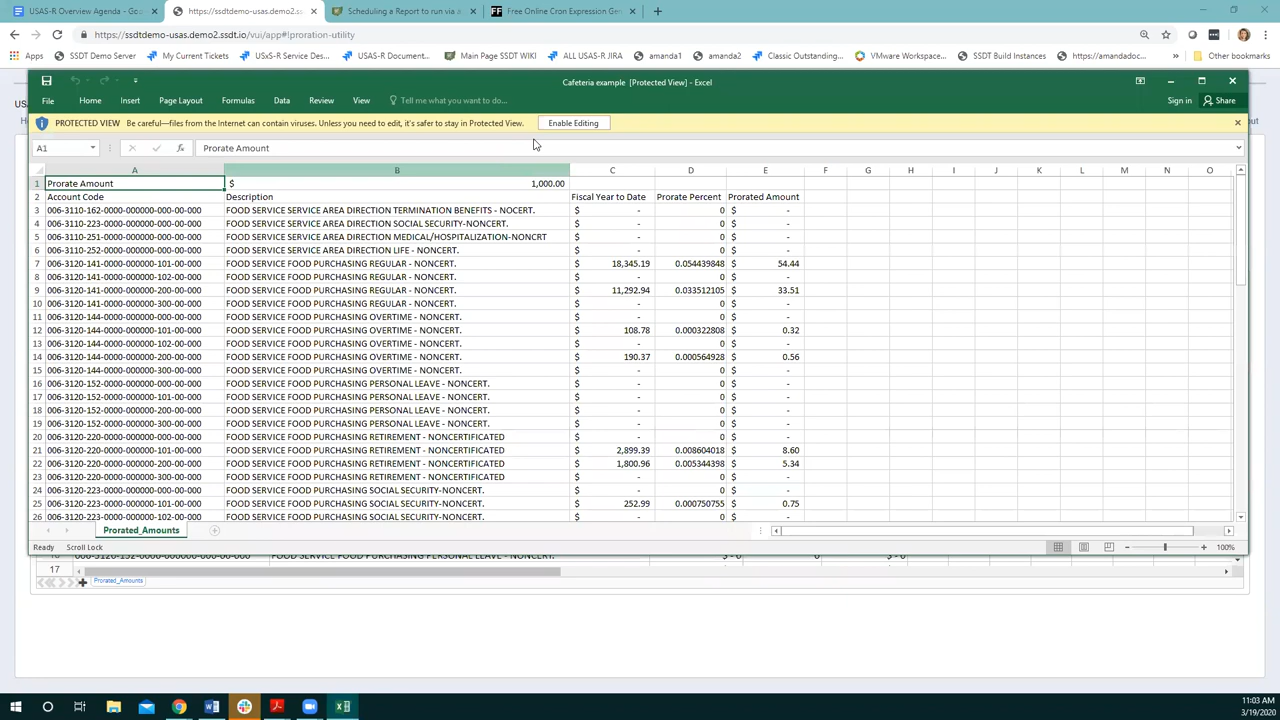 USAS-R Overview Agenda - Google
https://ssdtdemo-usas.demo2.ssdt.io
Scheduling a Report to run via an
Free Online Cron Expression Gen
https://ssdtdemo-usas.demo2.ssdt.io/vui/app#!proration-utility
Apps SSDT Demo Server My Current Tickets USxS-R Desktop USAS-R Document... Main Page SSDT WIKI ALL USAS-R JIRA amanda1 amanda2 Classic Outstanding... VMware Workspace... SSDT Build Instances https://amandadoc... Other bookmarks
Cafeteria example [Protected View] - Excel
File Home Insert Page Layout Formulas Data Review View Tell me what you want to do... Sign in Share
PROTECTED VIEW Be careful—files from the Internet can contain viruses. Unless you need to edit, it's safer to stay in Protected View. Enable Editing
A1 fx Prorate Amount
A B C D E F G H I J K L M N O
1 Prorate Amount $ 1,000.00
2 Account Code Description Fiscal Year to Date Prorate Percent Prorated Amount
3 006-3110-162-0000-000000-000-00-000 FOOD SERVICE SERVICE AREA DIRECTION TERMINATION BENEFITS - NOCERT. $ - 0 $ -
4 006-3110-223-0000-000000-000-00-000 FOOD SERVICE SERVICE AREA DIRECTION SOCIAL SECURITY-NONCERT. $ - 0 $ -
5 006-3110-251-0000-000000-000-00-000 FOOD SERVICE SERVICE AREA DIRECTION MEDICAL/HOSPITALIZATION-NONCRT $ - 0 $ -
6 006-3110-252-0000-000000-000-00-000 FOOD SERVICE SERVICE AREA DIRECTION LIFE - NONCERT. $ - 0 $ -
7 006-3120-141-0000-000000-101-00-000 FOOD SERVICE FOOD PURCHASING REGULAR - NONCERT. $ 18,345.19 0.054439848 $ 54.44
8 006-3120-141-0000-000000-102-00-000 FOOD SERVICE FOOD PURCHASING REGULAR - NONCERT. $ - 0 $ -
9 006-3120-141-0000-000000-200-00-000 FOOD SERVICE FOOD PURCHASING REGULAR - NONCERT. $ 11,292.94 0.033512105 $ 33.51
10 006-3120-141-0000-000000-300-00-000 FOOD SERVICE FOOD PURCHASING REGULAR - NONCERT. $ - 0 $ -
11 006-3120-144-0000-000000-000-00-000 FOOD SERVICE FOOD PURCHASING OVERTIME - NONCERT. $ - 0 $ -
12 006-3120-144-0000-000000-101-00-000 FOOD SERVICE FOOD PURCHASING OVERTIME - NONCERT. $ 108.78 0.000322808 $ 0.32
13 006-3120-144-0000-000000-102-00-000 FOOD SERVICE FOOD PURCHASING OVERTIME - NONCERT. $ - 0 $ -
14 006-3120-144-0000-000000-200-00-000 FOOD SERVICE FOOD PURCHASING OVERTIME - NONCERT. $ 190.37 0.000564928 $ 0.56
15 006-3120-144-0000-000000-300-00-000 FOOD SERVICE FOOD PURCHASING OVERTIME - NONCERT. $ - 0 $ -
16 006-3120-152-0000-000000-000-00-000 FOOD SERVICE FOOD PURCHASING PERSONAL LEAVE - NONCERT. $ - 0 $ -
17 006-3120-152-0000-000000-101-00-000 FOOD SERVICE FOOD PURCHASING PERSONAL LEAVE - NONCERT. $ - 0 $ -
18 006-3120-152-0000-000000-200-00-000 FOOD SERVICE FOOD PURCHASING PERSONAL LEAVE - NONCERT. $ - 0 $ -
19 006-3120-152-0000-000000-300-00-000 FOOD SERVICE FOOD PURCHASING PERSONAL LEAVE - NONCERT. $ - 0 $ -
20 006-3120-220-0000-000000-000-00-000 FOOD SERVICE FOOD PURCHASING RETIREMENT - NONCERTIFICATED $ - 0 $ -
21 006-3120-220-0000-000000-101-00-000 FOOD SERVICE FOOD PURCHASING RETIREMENT - NONCERTIFICATED $ 2,899.39 0.008604018 $ 8.60
22 006-3120-220-0000-000000-200-00-000 FOOD SERVICE FOOD PURCHASING RETIREMENT - NONCERTIFICATED $ 1,800.96 0.005344398 $ 5.34
23 006-3120-220-0000-000000-300-00-000 FOOD SERVICE FOOD PURCHASING RETIREMENT - NONCERTIFICATED $ - 0 $ -
24 006-3120-223-0000-000000-000-00-000 FOOD SERVICE FOOD PURCHASING SOCIAL SECURITY-NONCERT. $ - 0 $ -
25 006-3120-223-0000-000000-101-00-000 FOOD SERVICE FOOD PURCHASING SOCIAL SECURITY-NONCERT. $ 252.99 0.000750755 $ 0.75
26 006-3120-223-0000-000000-102-00-000 FOOD SERVICE FOOD PURCHASING SOCIAL SECURITY-NONCERT. $ - 0 $ -
Prorated_Amounts
Ready Scroll Lock 100%
17
Prorated_Amounts
11:03 AM
3/19/2020